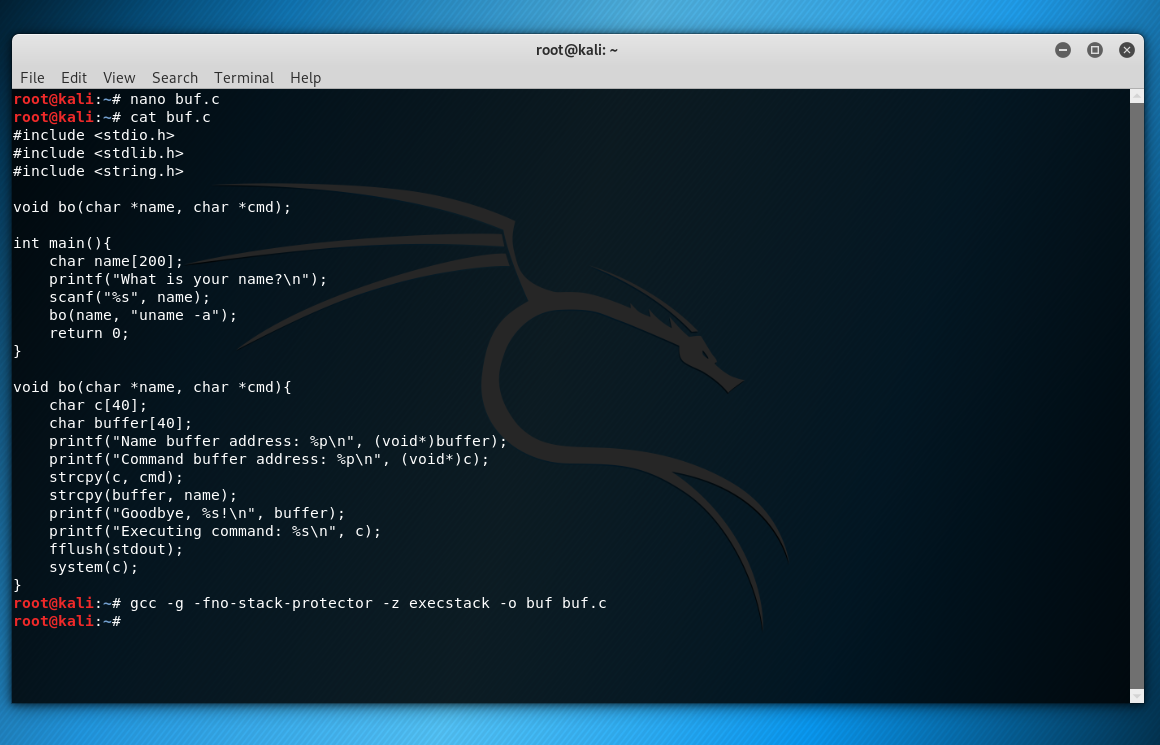 root@kali: ~
File Edit View Search Terminal Help
root@kali:~# nano buf.c
root@kali:~# cat buf.c
#include <stdio.h>
#include <stdlib.h>
#include <string.h>

void bo(char *name, char *cmd);

int main(){
    char name[200];
    printf("What is your name?\n");
    scanf("%s", name);
    bo(name, "uname -a");
    return 0;
}

void bo(char *name, char *cmd){
    char c[40];
    char buffer[40];
    printf("Name buffer address: %p\n", (void*)buffer);
    printf("Command buffer address: %p\n", (void*)c);
    strcpy(c, cmd);
    strcpy(buffer, name);
    printf("Goodbye, %s!\n", buffer);
    printf("Executing command: %s\n", c);
    fflush(stdout);
    system(c);
}
root@kali:~# gcc -g -fno-stack-protector -z execstack -o buf buf.c
root@kali:~#